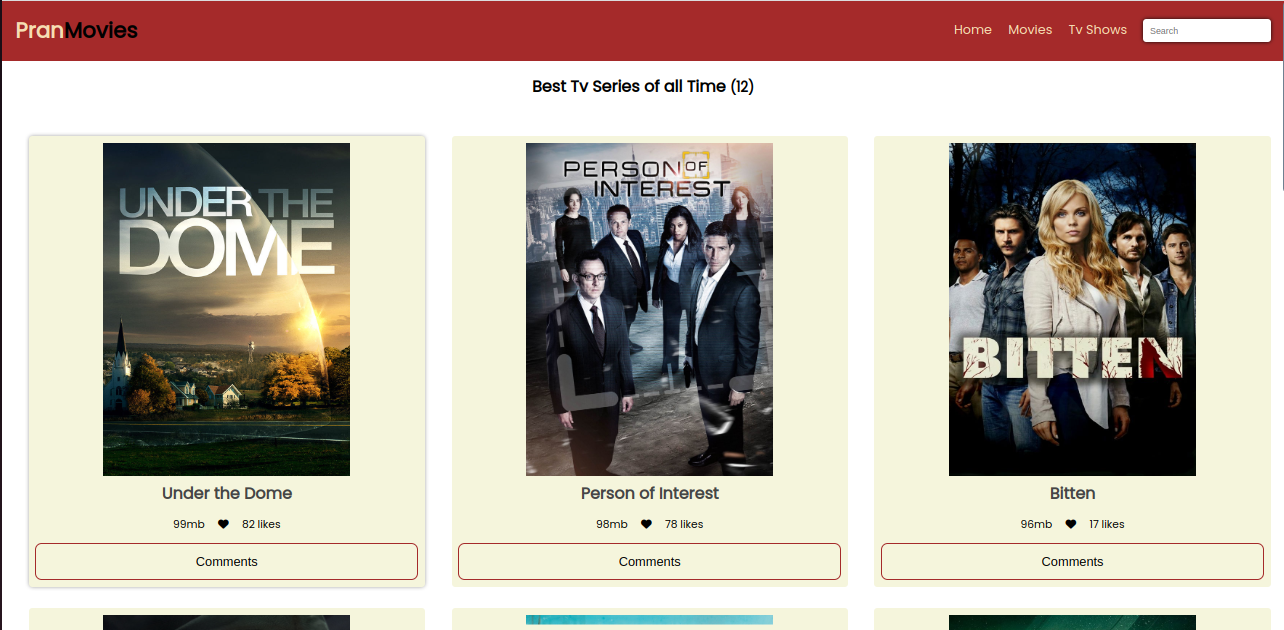 PranMovies
Home Movies Tv Shows Search
Best Tv Series of all Time (12)
UNDER THE
DOME
Under the Dome
99mb 82 likes
Comments
PERSON OF
INTEREST
Person of Interest
98mb 78 likes
Comments
BITTEN
Bitten
96mb 17 likes
Comments